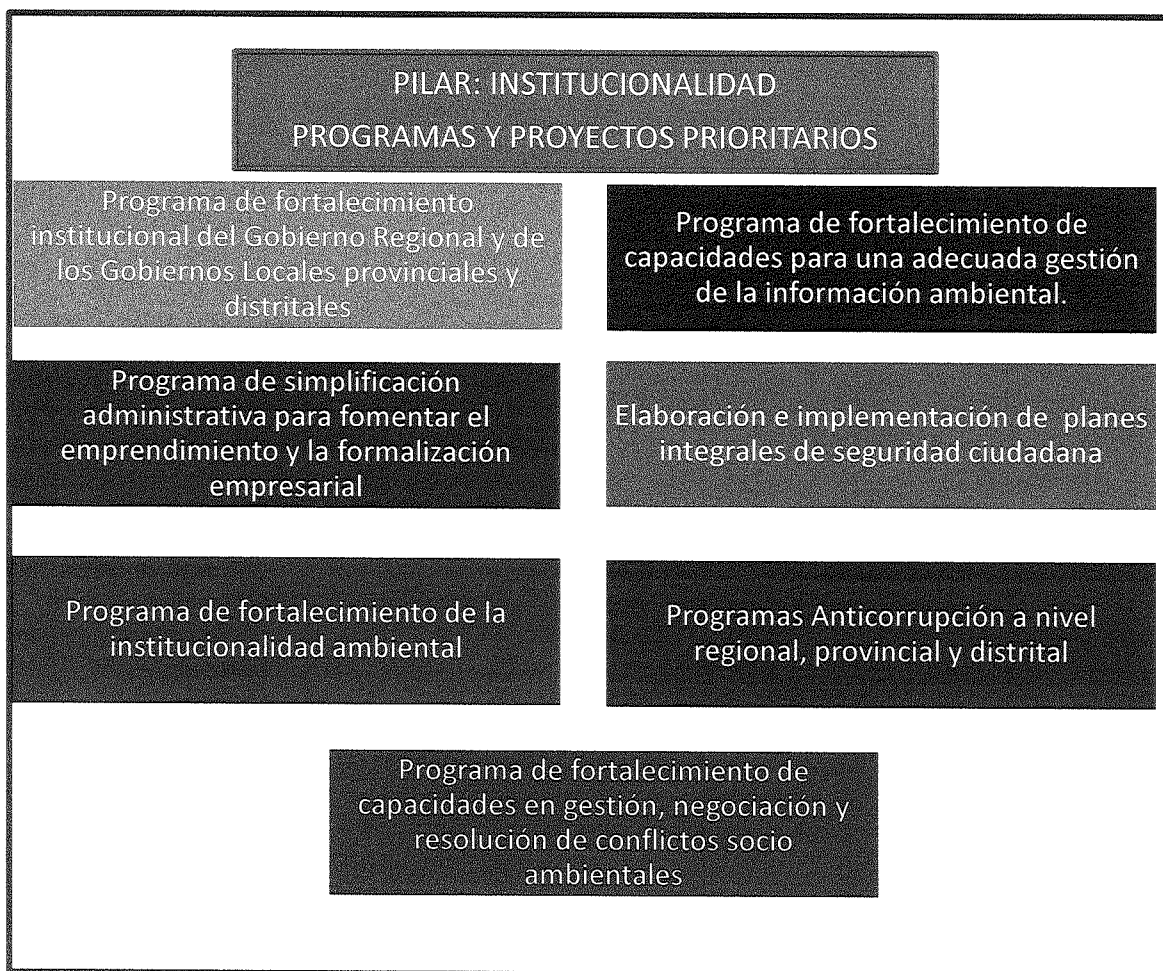 PILAR: INSTITUCIONALIDAD
PROGRAMAS Y PROYECTOS PRIORITARIOS
Programa de fortalecimiento
institucional del Gobierno Regional y de
los Gobiernos Locales provinciales y
distritales
Programa de fortalecimiento de
capacidades para una adecuada gestión
de la información ambiental.
Programa de simplificación
administrativa para fomentar el
emprendimiento y la formalización
empresarial
Elaboración e implementación de planes
integrales de seguridad ciudadana
Programa de fortalecimiento de la
institucionalidad ambiental
Programas Anticorrupción a nivel
regional, provincial y distrital
Programa de fortalecimiento de
capacidades en gestión, negociación y
resolución de conflictos socio
ambientales